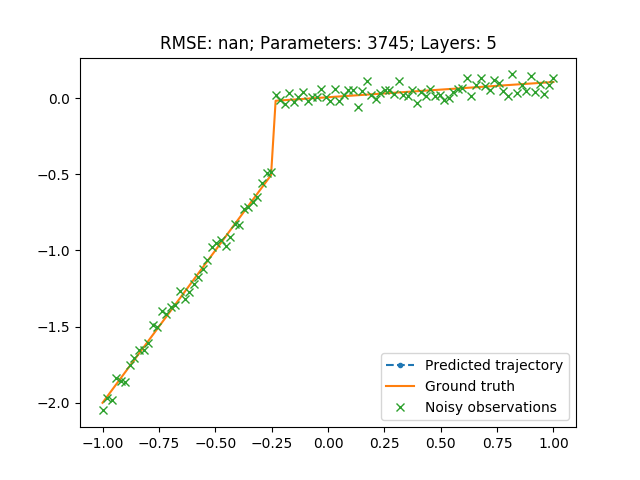 RMSE: nan; Parameters: 3745; Layers: 5
0.0
−0.5
−1.0
−1.5
−2.0
Predicted trajectory
Ground truth
Noisy observations
−1.00 −0.75 −0.50 −0.25 0.00 0.25 0.50 0.75 1.00